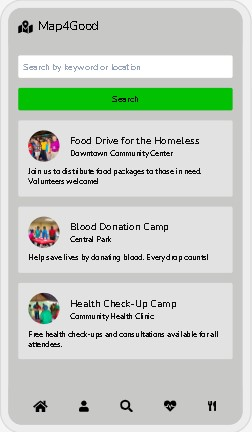 Map4Good
Search by keyword or location
Search
Food Drive for the Homeless
Downtown Community Center
Join us to distribute food packages to those in need.
Volunteers welcome!
Blood Donation Camp
Central Park
Help save lives by donating blood. Every drop counts!
Health Check-Up Camp
Community Health Clinic
Free health check-ups and consultations available for all
attendees.